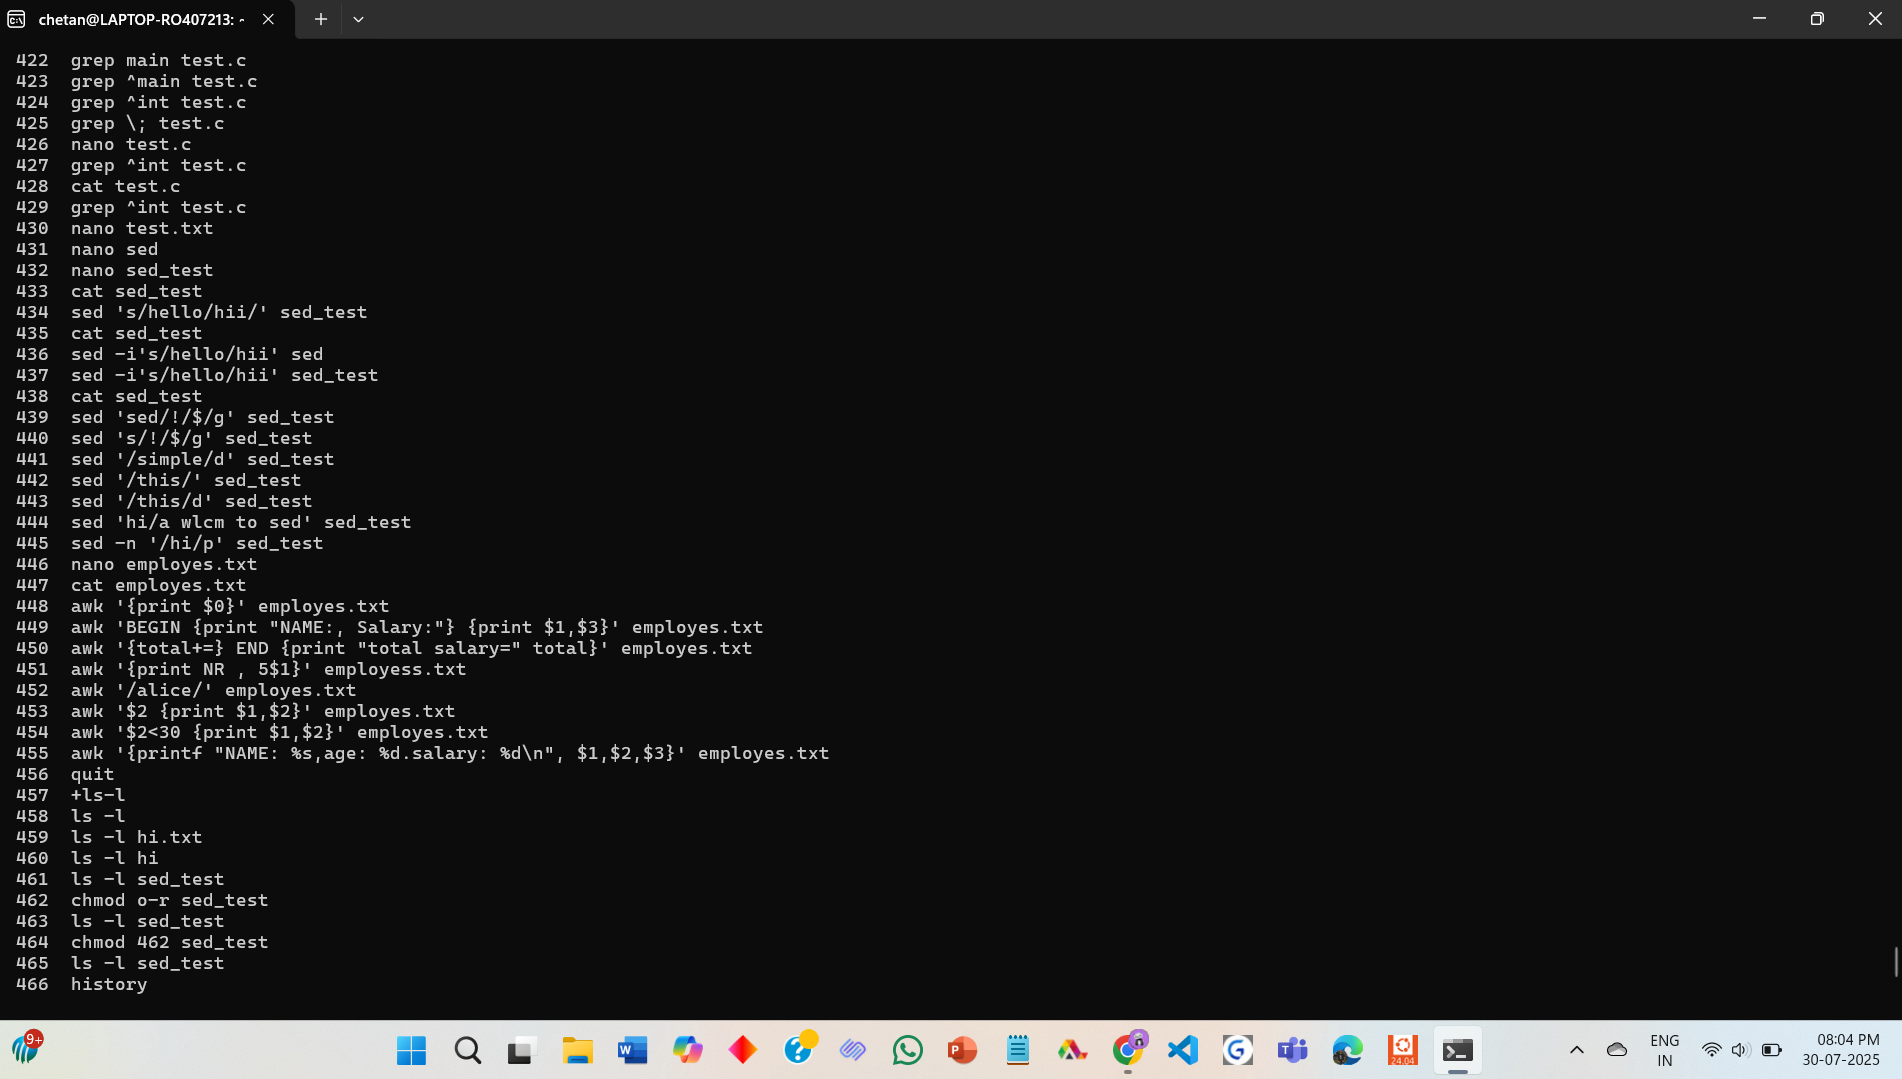 chetan@LAPTOP-RO407213: ~
422 grep main test.c
423 grep ^main test.c
424 grep ^int test.c
425 grep \; test.c
426 nano test.c
427 grep ^int test.c
428 cat test.c
429 grep ^int test.c
430 nano test.txt
431 nano sed
432 nano sed_test
433 cat sed_test
434 sed 's/hello/hii/' sed_test
435 cat sed_test
436 sed -i's/hello/hii' sed
437 sed -i's/hello/hii' sed_test
438 cat sed_test
439 sed 'sed/!/$/g' sed_test
440 sed 's/!/$/g' sed_test
441 sed '/simple/d' sed_test
442 sed '/this/' sed_test
443 sed '/this/d' sed_test
444 sed 'hi/a wlcm to sed' sed_test
445 sed -n '/hi/p' sed_test
446 nano employes.txt
447 cat employes.txt
448 awk '{print $0}' employes.txt
449 awk 'BEGIN {print "NAME:, Salary:"} {print $1,$3}' employes.txt
450 awk '{total+=} END {print "total salary=" total}' employes.txt
451 awk '{print NR , 5$1}' employess.txt
452 awk '/alice/' employes.txt
453 awk '$2 {print $1,$2}' employes.txt
454 awk '$2<30 {print $1,$2}' employes.txt
455 awk '{printf "NAME: %s,age: %d.salary: %d\n", $1,$2,$3}' employes.txt
456 quit
457 +ls-l
458 ls -l
459 ls -l hi.txt
460 ls -l hi
461 ls -l sed_test
462 chmod o-r sed_test
463 ls -l sed_test
464 chmod 462 sed_test
465 ls -l sed_test
466 history
9+
W
P
24.04
ENG
IN
08:04 PM
30-07-2025